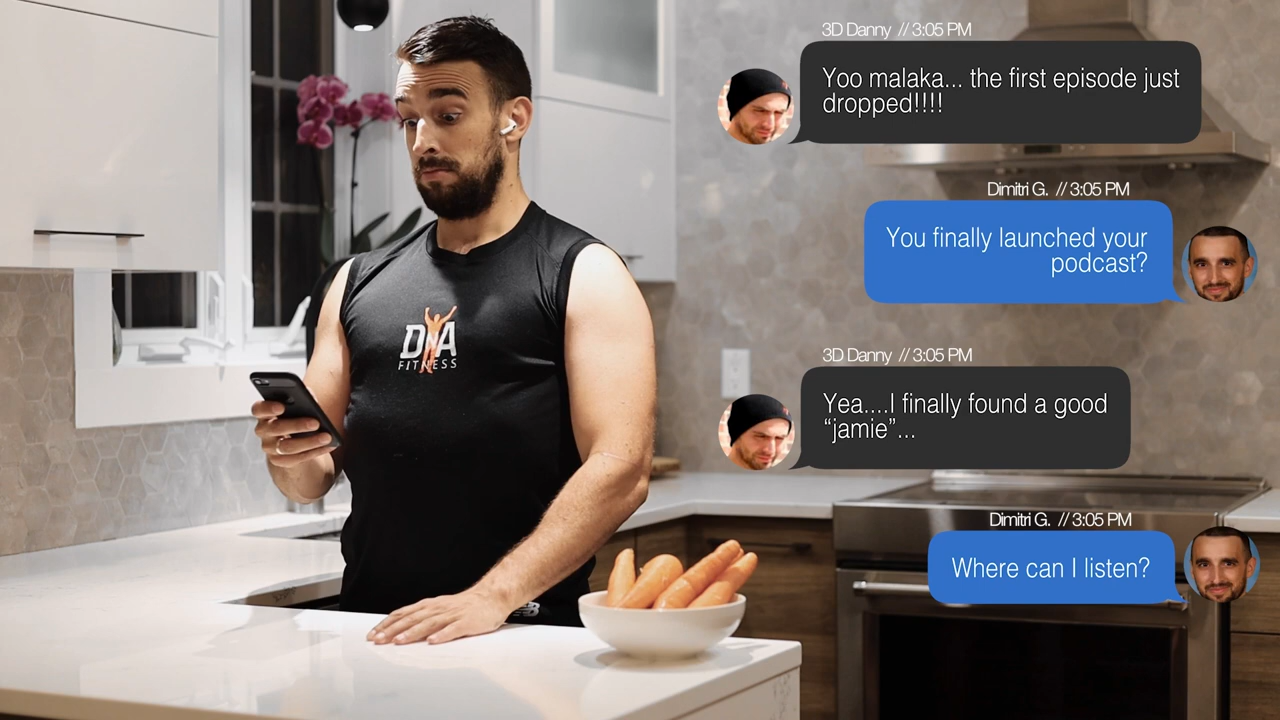 3D Danny // 3:05 PM
Yoo malaka... the first episode just
dropped!!!!
Dimitri G. // 3:05 PM
You finally launched your
podcast?
3D Danny // 3:05 PM
Yea....I finally found a good
“jamie”...
Dimitri G. // 3:05 PM
Where can I listen?
DNA
FITNESS